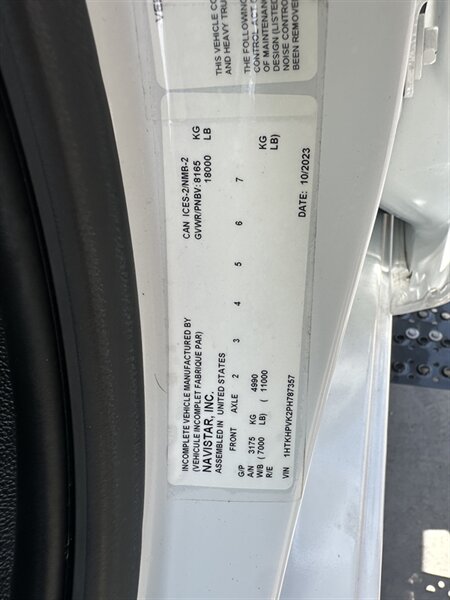 VE
THIS VEHICLE CO
AND HEAVY TRU
THE FOLLOWING
CONTROL ACT
OF MAINTENANCE
DESIGN (LISTED
NOISE CONTRO
BEEN REMOVE
INCOMPLETE VEHICLE MANUFACTURED BY
(VEHICULE INCOMPLET FABRIQUE PAR)
NAVISTAR, INC.
ASSEMBLED IN UNITED STATES
CAN ICES-2/NMB-2
GVWR/PNBV: 8165 KG
18000 LB
FRONT AXLE 2 3 4 5 6 7
G/P
A/N 3175 KG 4990 KG
W/B ( 7000 LB) ( 11000 LB)
R/E
VIN 1HTKHPVK2PH787357 DATE: 10/2023